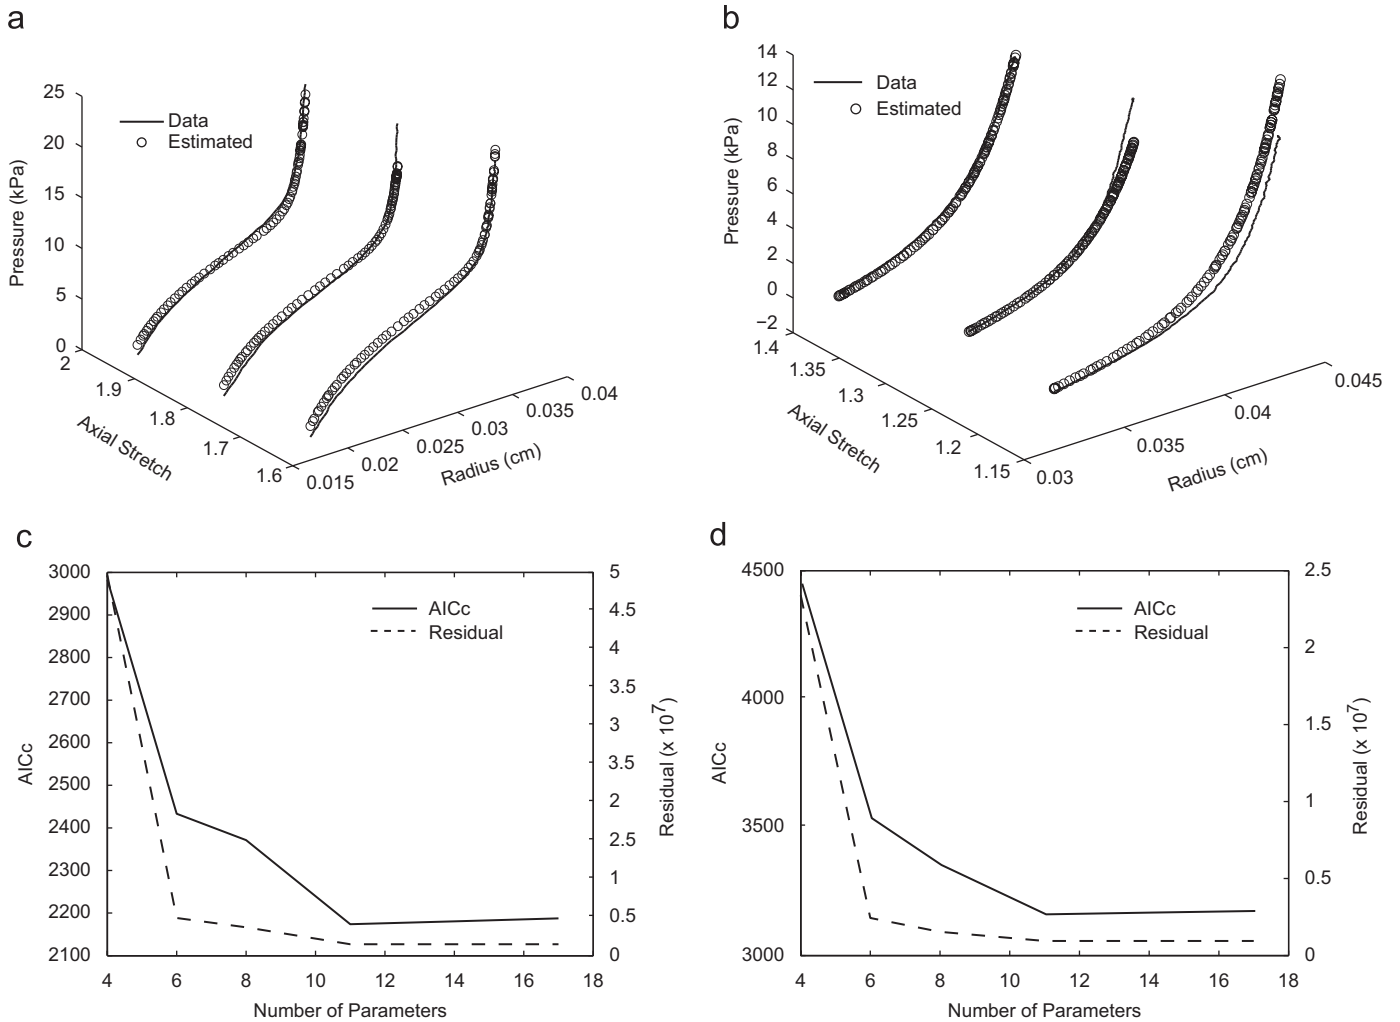 a
Pressure (kPa)
25
20
15
10
5
0
Data
Estimated
2
1.9
1.8
1.7
1.6
Axial Stretch
0.015
0.02
0.025
0.03
0.035
0.04
Radius (cm)
b
Pressure (kPa)
14
12
10
8
6
4
2
0
−2
Data
Estimated
1.4
1.35
1.3
1.25
1.2
1.15
Axial Stretch
0.03
0.035
0.04
0.045
Radius (cm)
c
AICc
3000
2900
2800
2700
2600
2500
2400
2300
2200
2100
AICc
Residual
5
4.5
4
3.5
3
3.5
2
2.5
1
0.5
0
Residual (x 10^7)
4 6 8 10 12 14 16 18
Number of Parameters
d
AICc
4500
4000
3500
3000
AICc
Residual
2.5
2
1.5
1
0.5
0
Residual (x 10^7)
4 6 8 10 12 14 16 18
Number of Parameters